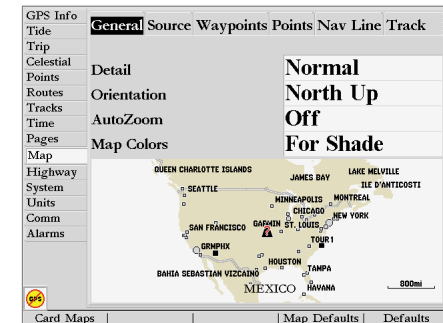 GPS Info
Tide
Trip
Celestial
Points
Routes
Tracks
Time
Pages
Map
Highway
System
Units
Comm
Alarms
General Source Waypoints Points Nav Line Track
Detail Normal
Orientation North Up
AutoZoom Off
Map Colors For Shade
QUEEN CHARLOTTE ISLANDS
JAMES BAY
LAKE MELVILLE
ILE D'ANTICOSTI
SEATTLE
MINNEAPOLIS
MONTREAL
CHICAGO
NEW YORK
SAN FRANCISCO
GARMIN
ST. LOUIS
TOUR1
GRMPHX
HOUSTON
TAMPA
BAHIA SEBASTIAN VIZCAINO
MEXICO
HAVANA
800mi
GPS
Card Maps Map Defaults Defaults